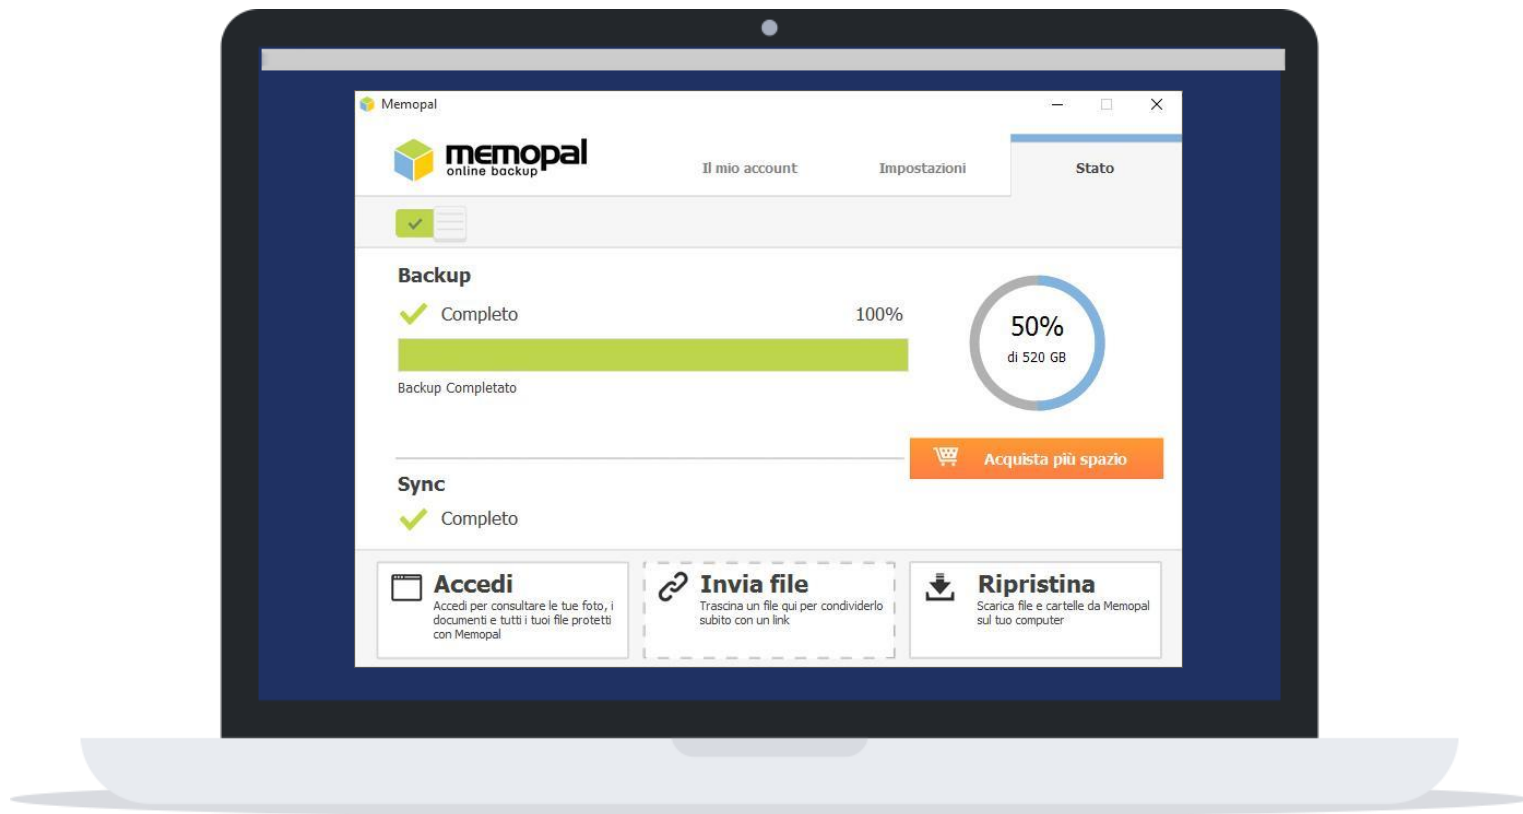 Memopal
memopal
online backup
Il mio account
Impostazioni
Stato
Backup
Completo
100%
Backup Completato
50%
di 520 GB
Acquista più spazio
Sync
Completo
Accedi
Accedi per consultare le tue foto, i
documenti e tutti i tuoi file protetti
con Memopal
Invia file
Trascina un file qui per condividerlo
subito con un link
Ripristina
Scarica file e cartelle da Memopal
sul tuo computer